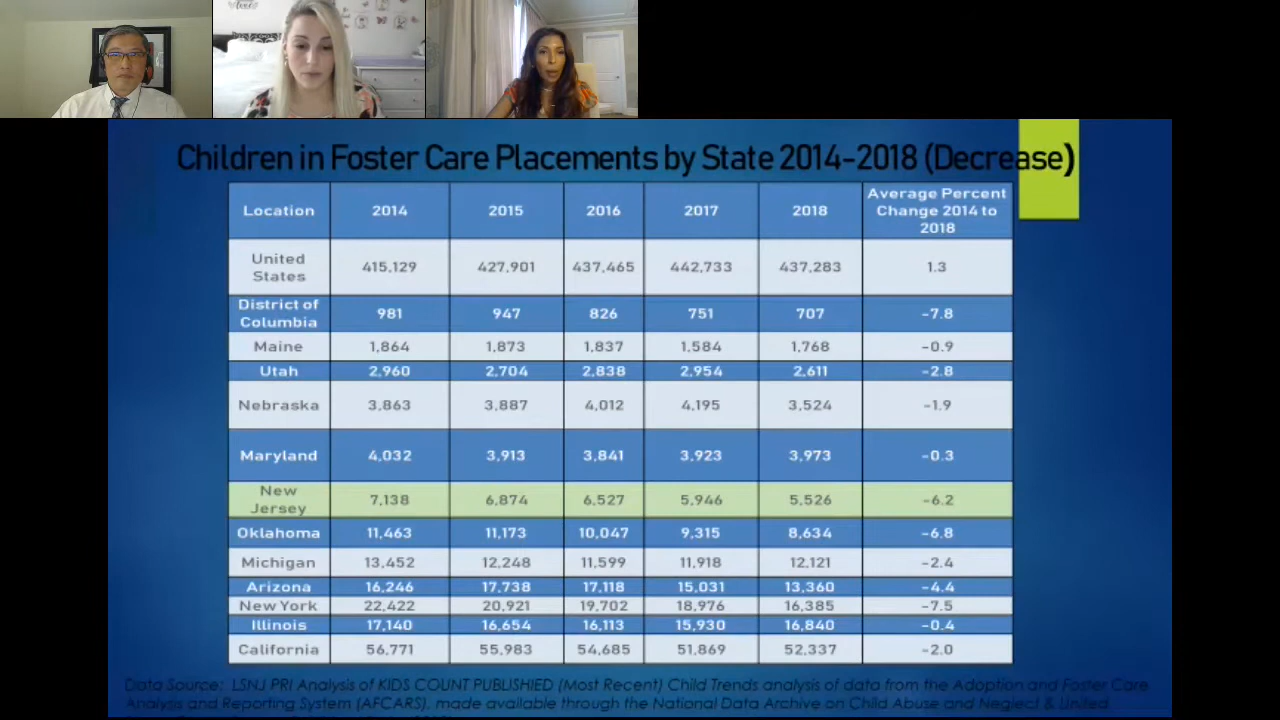 Children in Foster Care Placements by State 2014-2018 (Decrease)
Location 2014 2015 2016 2017 2018 Average Percent Change 2014 to 2018
United States 415,129 427,901 437,465 442,733 437,283 1.3
District of Columbia 981 947 826 751 707 -7.8
Maine 1,864 1,873 1,837 1,584 1,768 -0.9
Utah 2,960 2,704 2,838 2,954 2,611 -2.8
Nebraska 3,863 3,887 4,012 4,195 3,524 -1.9
Maryland 4,032 3,913 3,841 3,923 3,973 -0.3
New Jersey 7,138 6,874 6,527 5,946 5,526 -6.2
Oklahoma 11,463 11,173 10,047 9,315 8,634 -6.8
Michigan 13,452 12,248 11,599 11,918 12,121 -2.4
Arizona 16,246 17,738 17,118 15,031 13,360 -4.4
New York 22,422 20,921 19,702 18,976 16,385 -7.5
Illinois 17,140 16,654 16,113 15,930 16,840 -0.4
California 56,771 55,983 54,685 51,869 52,337 -2.0
Data Source: LSNJ PRI Analysis of KIDS COUNT PUBLISHIED (Most Recent) Child Trends analysis of data from the Adoption and Foster Care
Analysis and Reporting System (AFCARS), made available through the National Data Archive on Child Abuse and Neglect & United